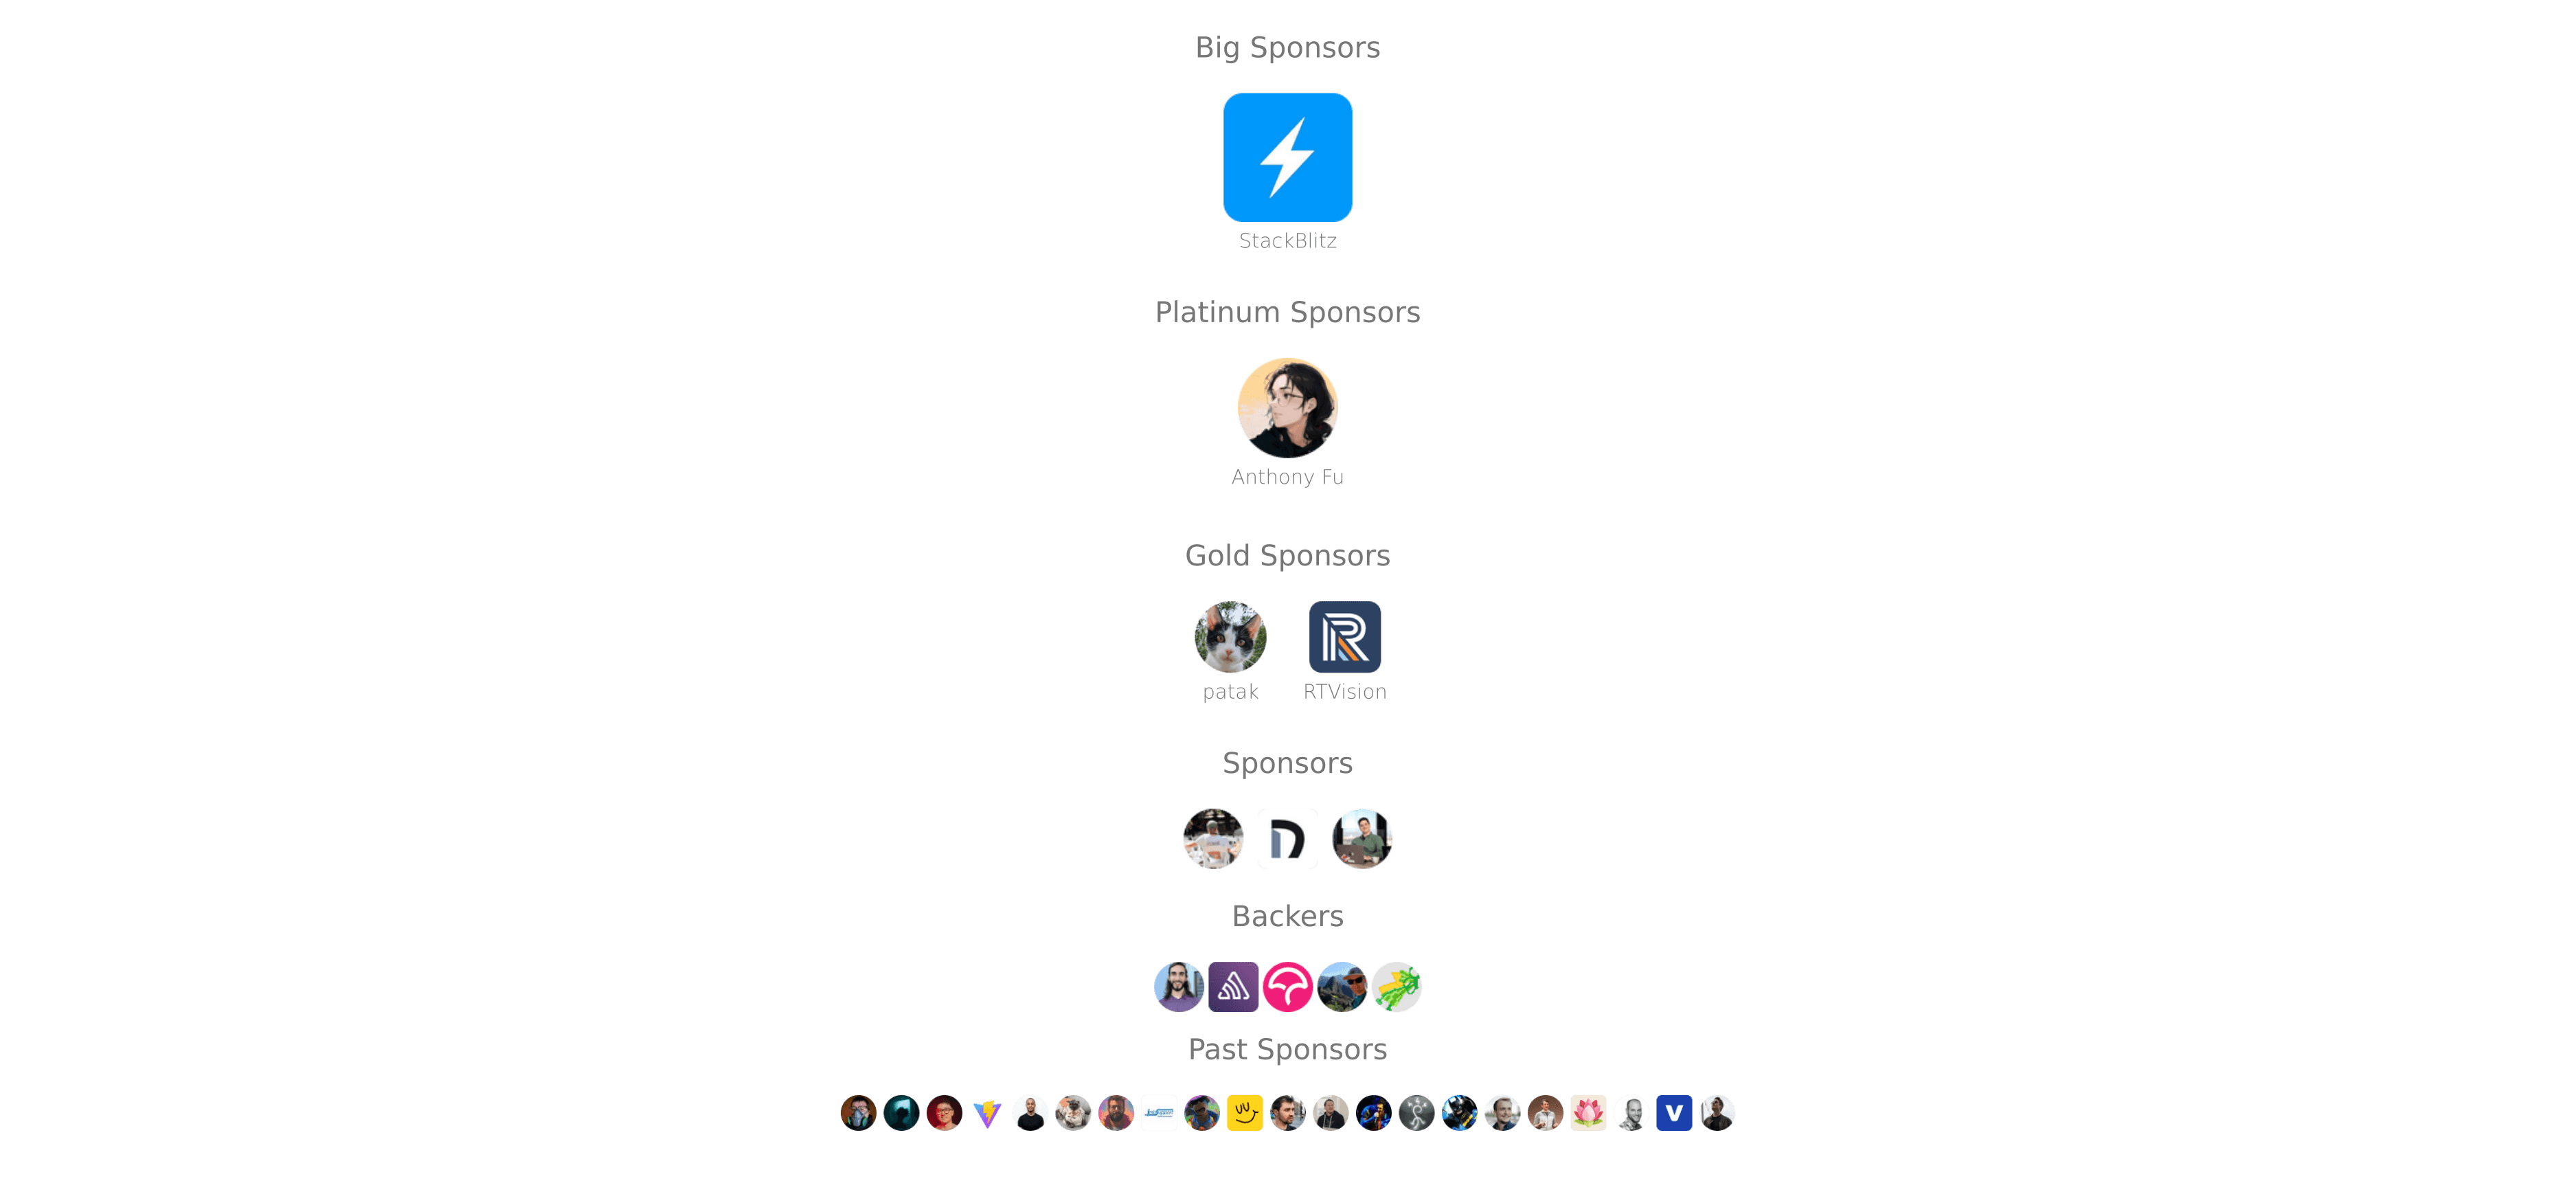 Big Sponsors
StackBlitz
Platinum Sponsors
Anthony Fu
Gold Sponsors
patak
RTVision
Sponsors
Backers
Past Sponsors